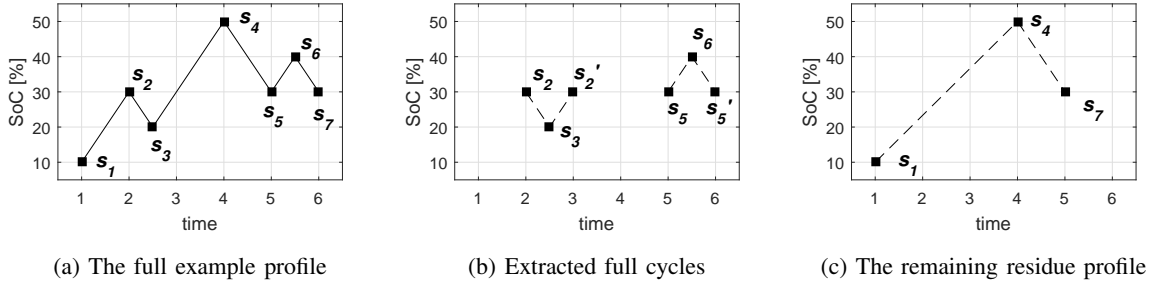 SoC [%]
50
40
30
20
10
s1
s2
s3
s4
s5
s6
s7
1 2 3 4 5 6
time
(a) The full example profile
SoC [%]
50
40
30
20
10
s2
s2'
s3
s6
s5
s5'
1 2 3 4 5 6
time
(b) Extracted full cycles
SoC [%]
50
40
30
20
10
s1
s4
s7
1 2 3 4 5 6
time
(c) The remaining residue profile